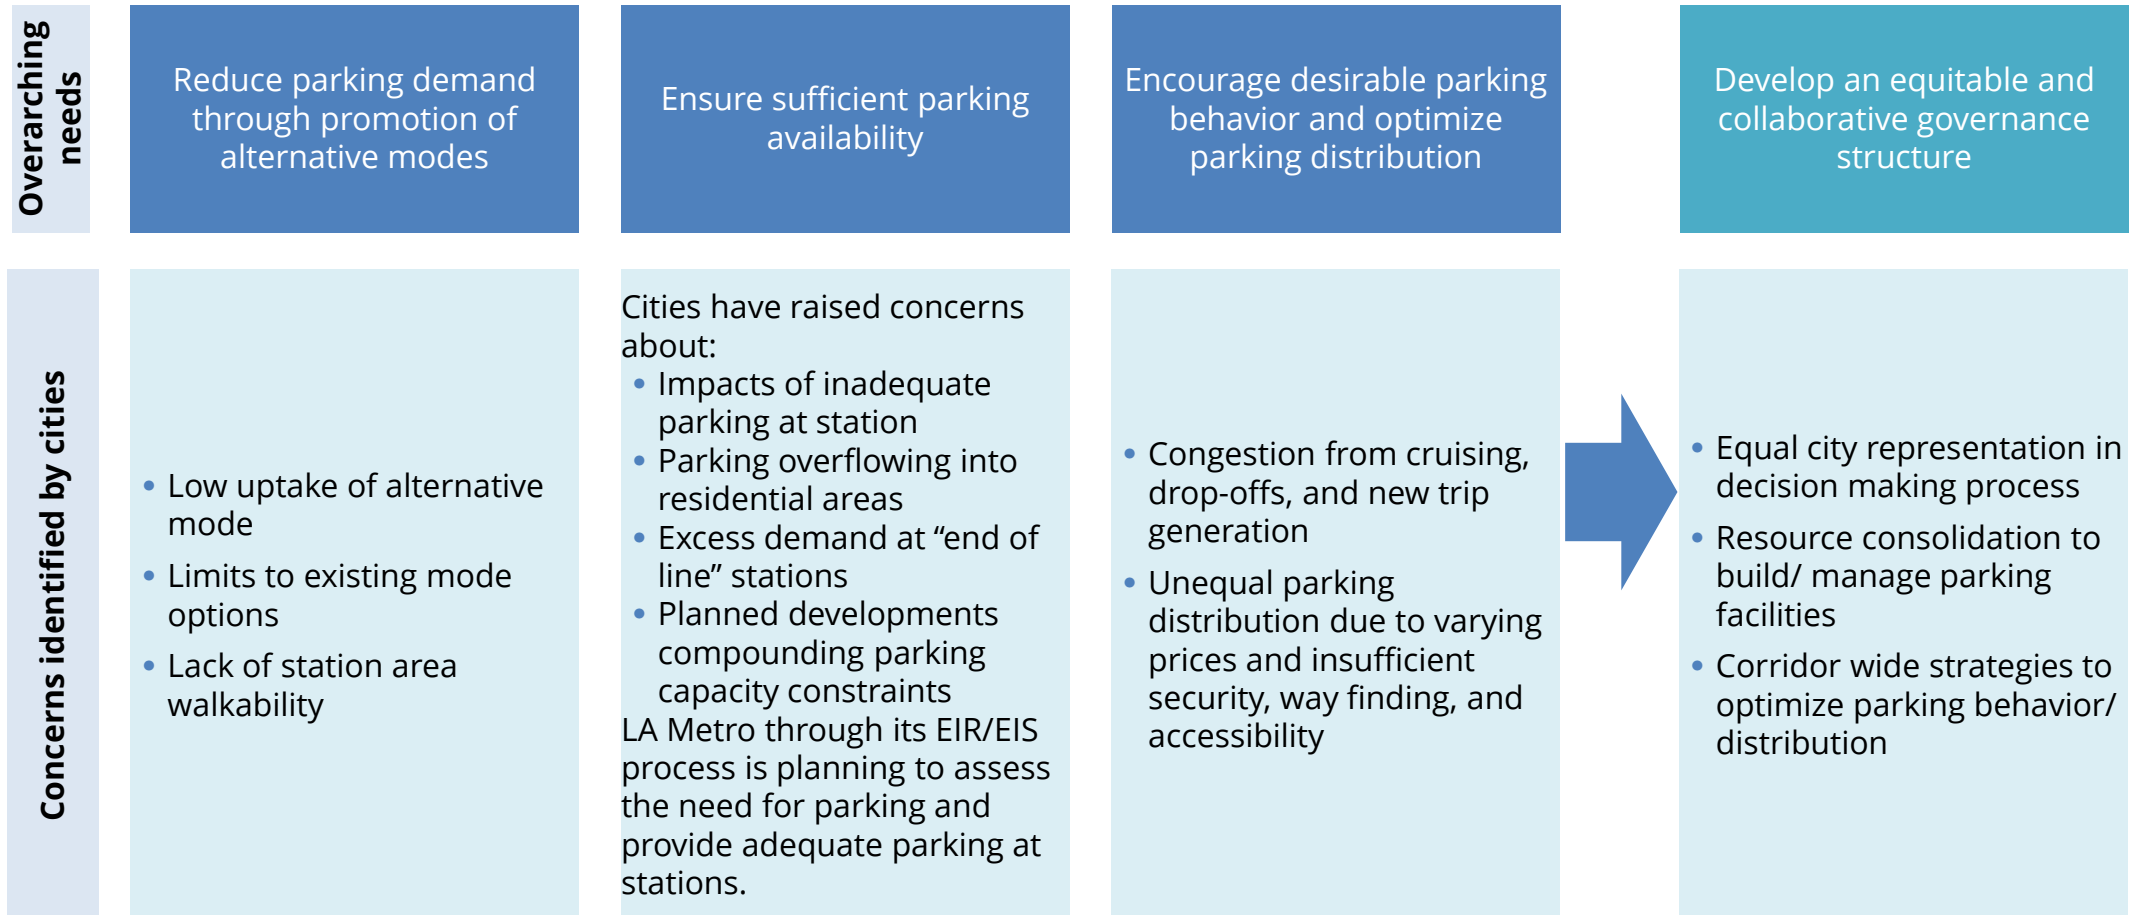 Overarching
needs
Reduce parking demand
through promotion of
alternative modes
Ensure sufficient parking
availability
Encourage desirable parking
behavior and optimize
parking distribution
Develop an equitable and
collaborative governance
structure
Concerns identified by cities
• Low uptake of alternative
mode
• Limits to existing mode
options
• Lack of station area
walkability
Cities have raised concerns
about:
• Impacts of inadequate
parking at station
• Parking overflowing into
residential areas
• Excess demand at “end of
line” stations
• Planned developments
compounding parking
capacity constraints
LA Metro through its EIR/EIS
process is planning to assess
the need for parking and
provide adequate parking at
stations.
• Congestion from cruising,
drop-offs, and new trip
generation
• Unequal parking
distribution due to varying
prices and insufficient
security, way finding, and
accessibility
• Equal city representation in
decision making process
• Resource consolidation to
build/ manage parking
facilities
• Corridor wide strategies to
optimize parking behavior/
distribution